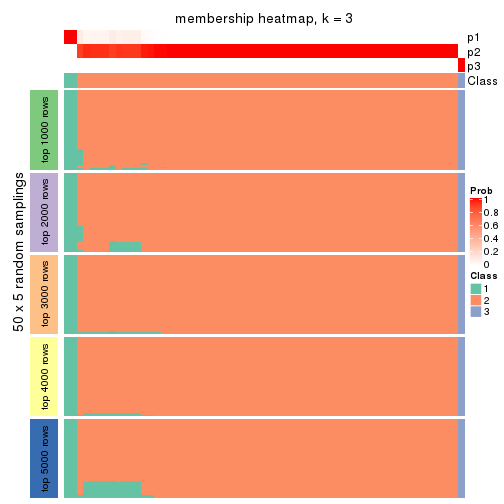 membership heatmap, k = 3
p1
p2
p3
Class
50 x 5 random samplings
top 1000 rows
top 2000 rows
top 3000 rows
top 4000 rows
top 5000 rows
Prob
1
0.8
0.6
0.4
0.2
0
Class
1
2
3